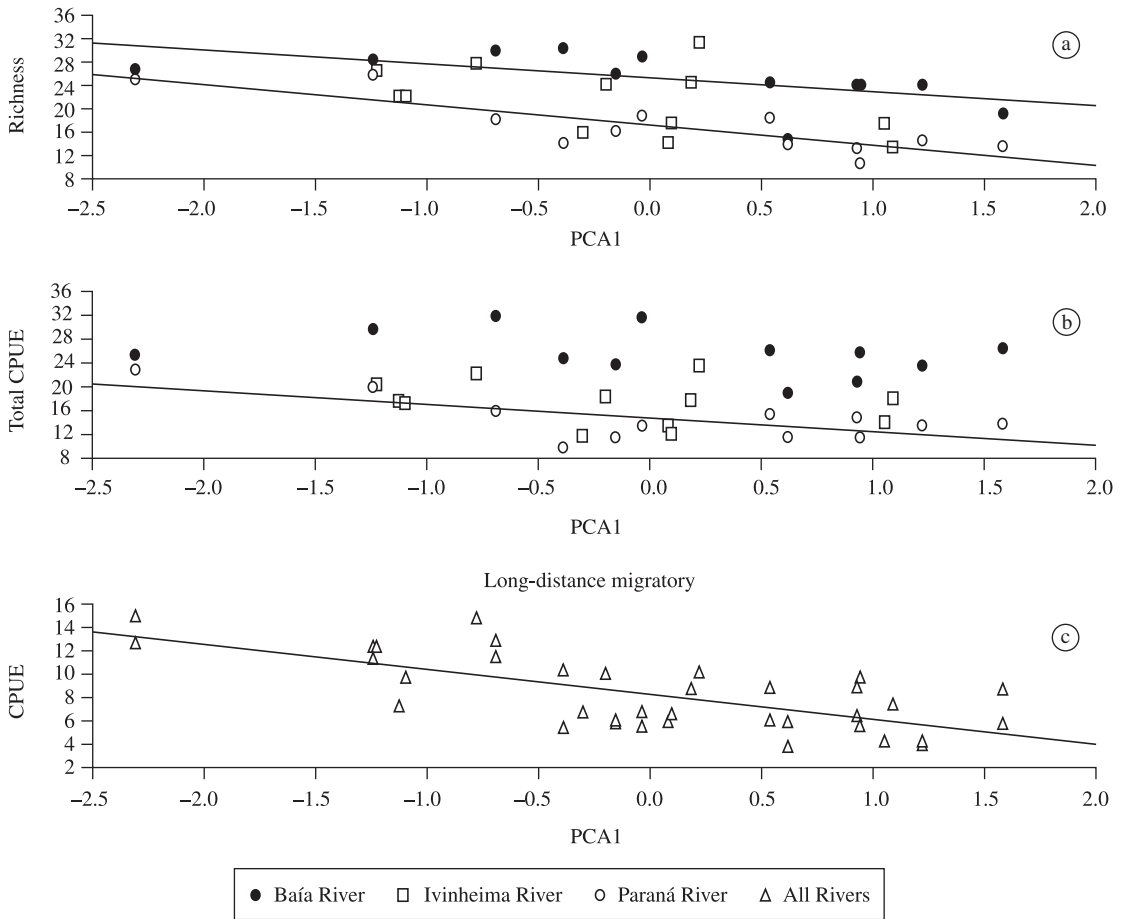 36
32
28
24
20
16
12
8
Richness
a
−2.5 −2.0 −1.5 −1.0 −0.5 0.0 0.5 1.0 1.5 2.0
PCA1
36
32
28
24
20
16
12
8
Total CPUE
b
−2.5 −2.0 −1.5 −1.0 −0.5 0.0 0.5 1.0 1.5 2.0
PCA1
Long-distance migratory
16
14
12
10
8
6
4
2
CPUE
c
−2.5 −2.0 −1.5 −1.0 −0.5 0.0 0.5 1.0 1.5 2.0
PCA1
Baía River Ivinheima River Paraná River All Rivers